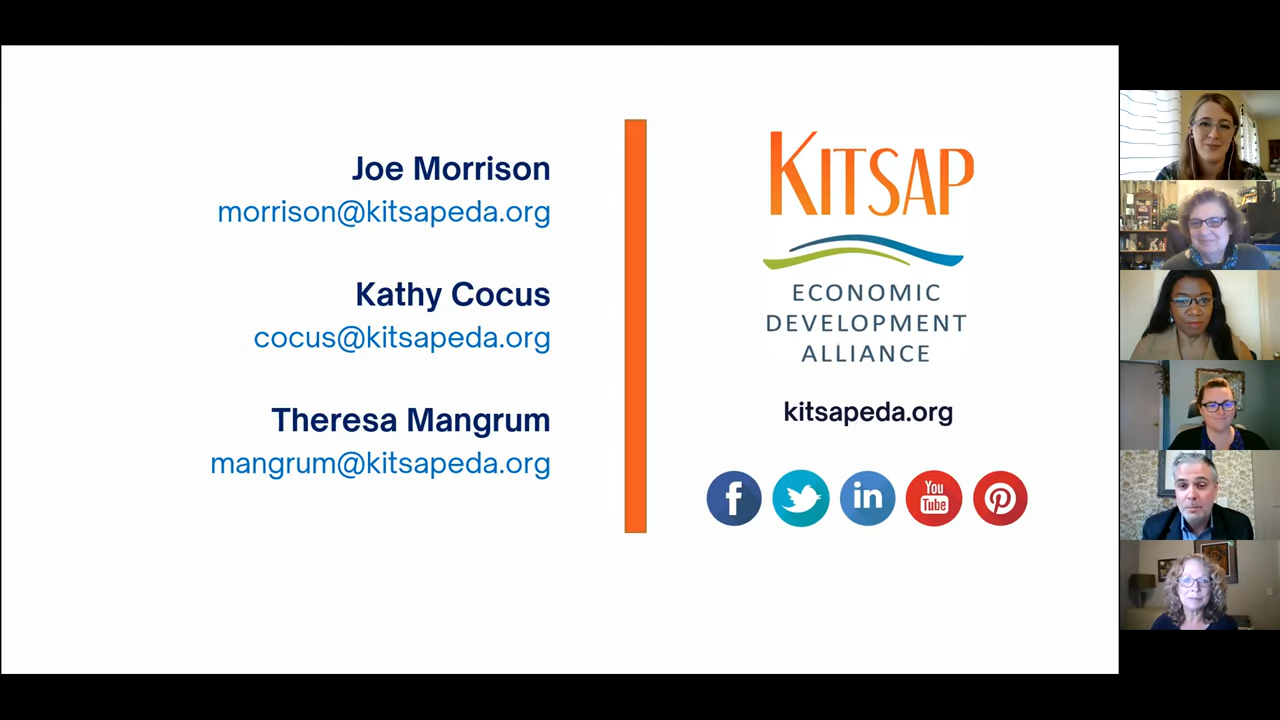 Joe Morrison
morrison@kitsapeda.org
Kathy Cocus
cocus@kitsapeda.org
Theresa Mangrum
mangrum@kitsapeda.org
KITSAP
ECONOMIC
DEVELOPMENT
ALLIANCE
kitsapeda.org
f
in
You
Tube